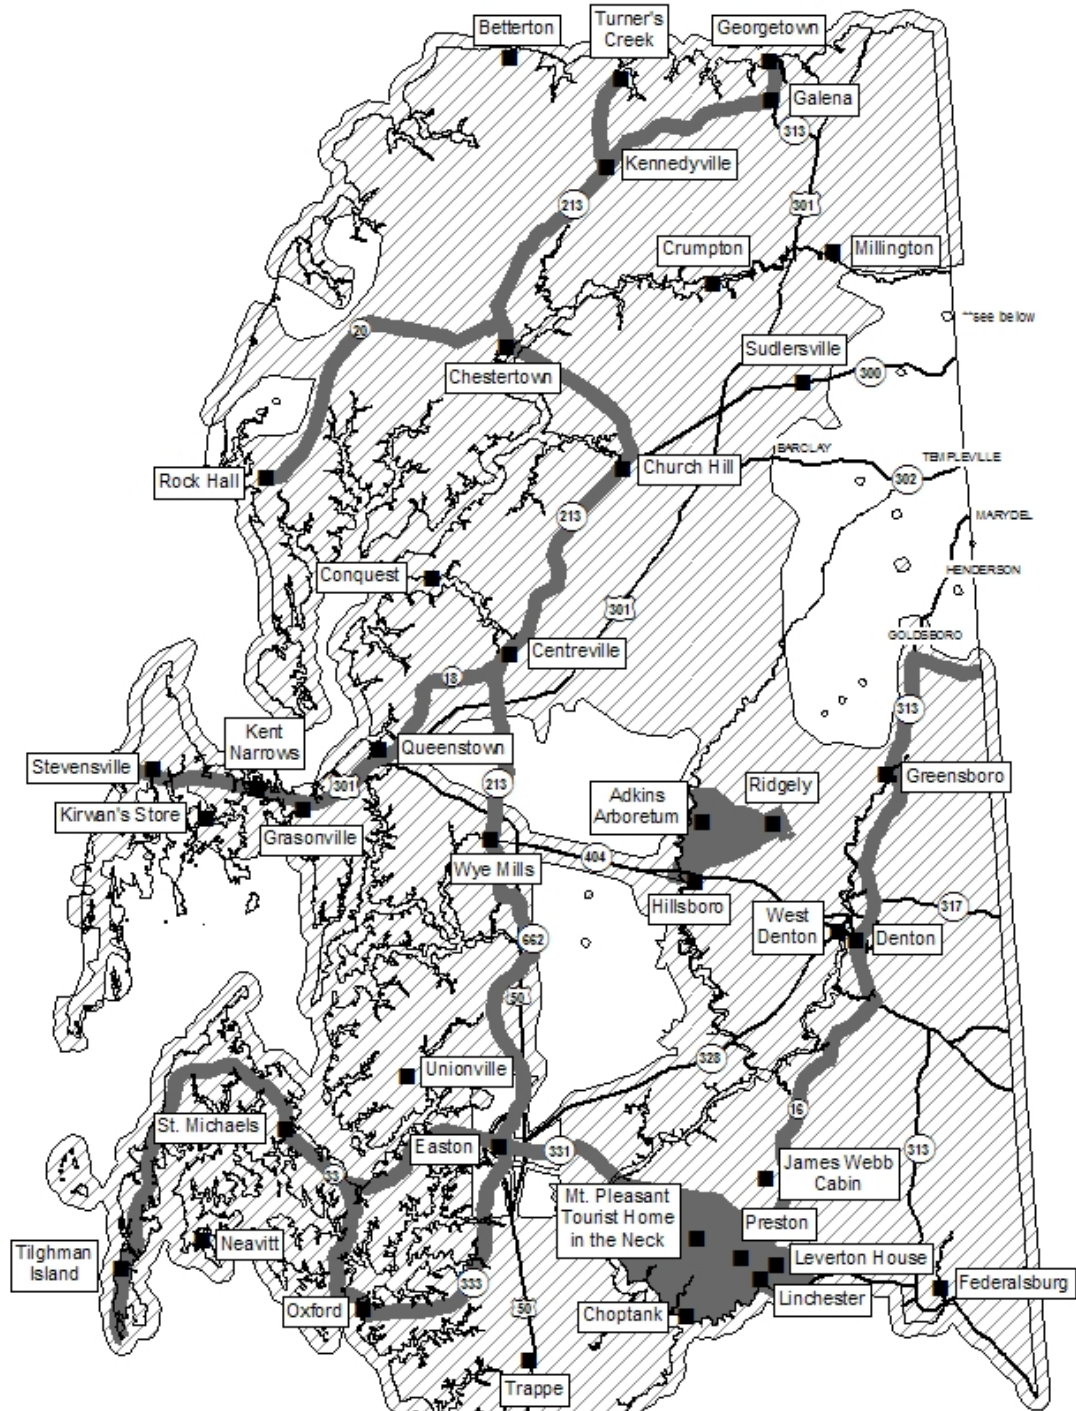 Betterton
Turner's
Creek
Georgetown
Galena
313
Kennedyville
213
301
Crumpton
Millington
**see below
20
Sudlersville
300
Chestertown
Rock Hall
Church Hill
BARCLAY
TEMPLEVILLE
302
213
MARYDEL
Conquest
HENDERSON
301
GOLDSBORO
Centreville
18
313
Kent
Narrows
Queenstown
Stevensville
301
213
Ridgely
Greensboro
Adkins
Arboretum
Kirwan's Store
Grasonville
Wye Mills
404
Hillsboro
317
West
Denton
Denton
662
50
328
Unionville
St. Michaels
16
Easton
331
313
James Webb
Cabin
33
Mt. Pleasant
Tourist Home
in the Neck
Preston
Neavitt
Tilghman
Island
Leverton House
333
Federalsburg
Linchester
Oxford
50
Choptank
Trappe